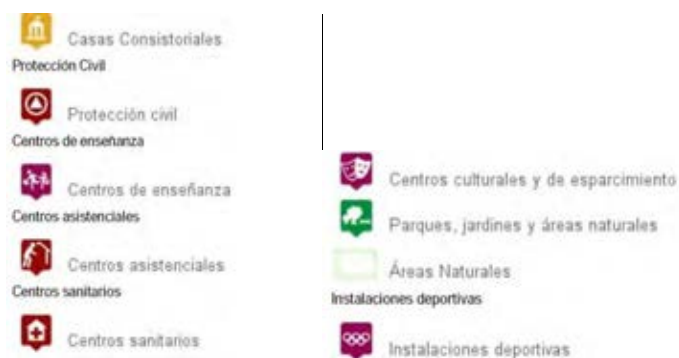 Casas Consistoriales
Protección Civil
Protección civil
Centros de enseñanza
Centros de enseñanza
Centros asistenciales
Centros asistenciales
Centros sanitarios
Centros sanitarios
Centros culturales y de esparcimiento
Parques, jardines y áreas naturales
Áreas Naturales
Instalaciones deportivas
Instalaciones deportivas